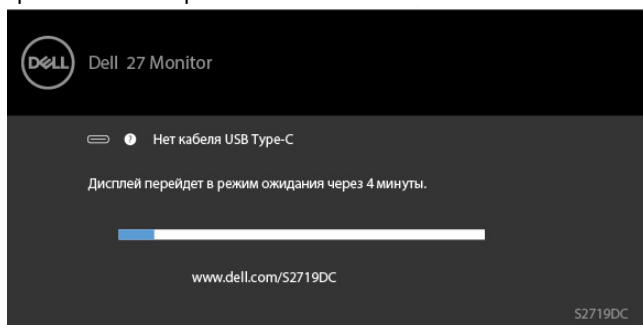 DELL
Dell 27 Monitor
? Нет кабеля USB Type-C
Дисплей перейдет в режим ожидания через 4 минуты.
www.dell.com/S2719DC
S2719DC